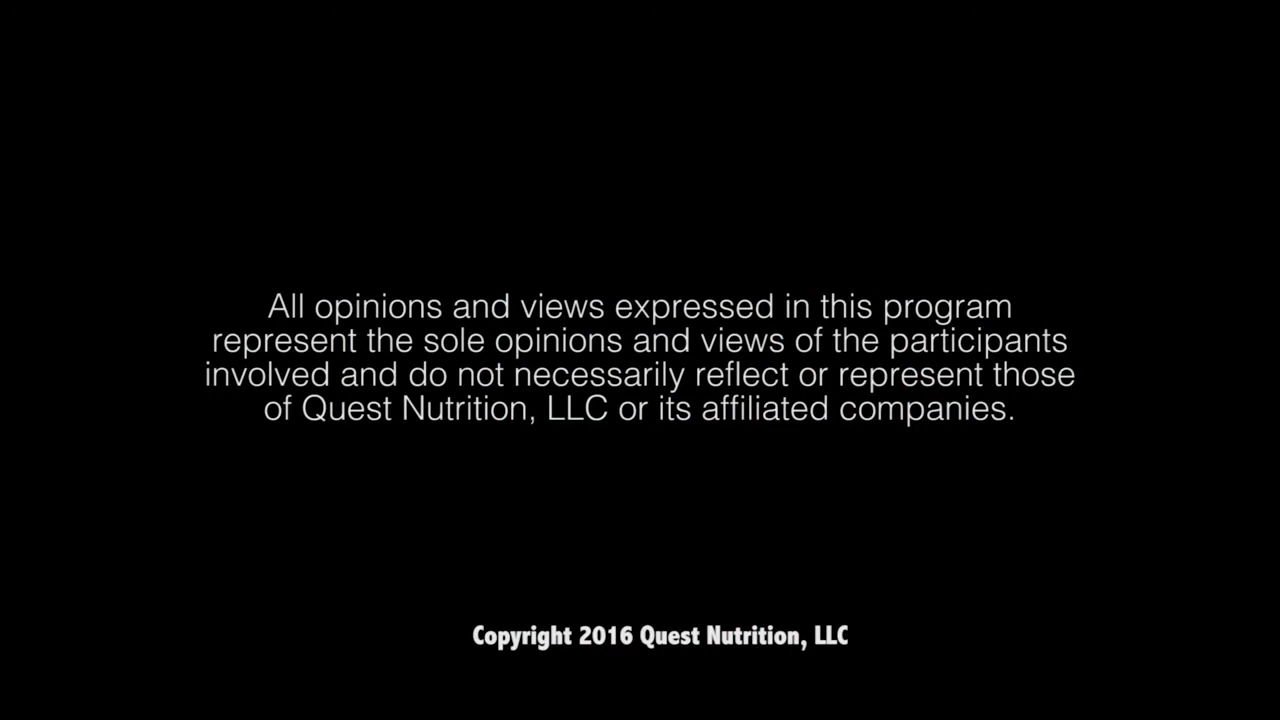 All opinions and views expressed in this program
represent the sole opinions and views of the participants
involved and do not necessarily reflect or represent those
of Quest Nutrition, LLC or its affiliated companies.
Copyright 2016 Quest Nutrition, LLC